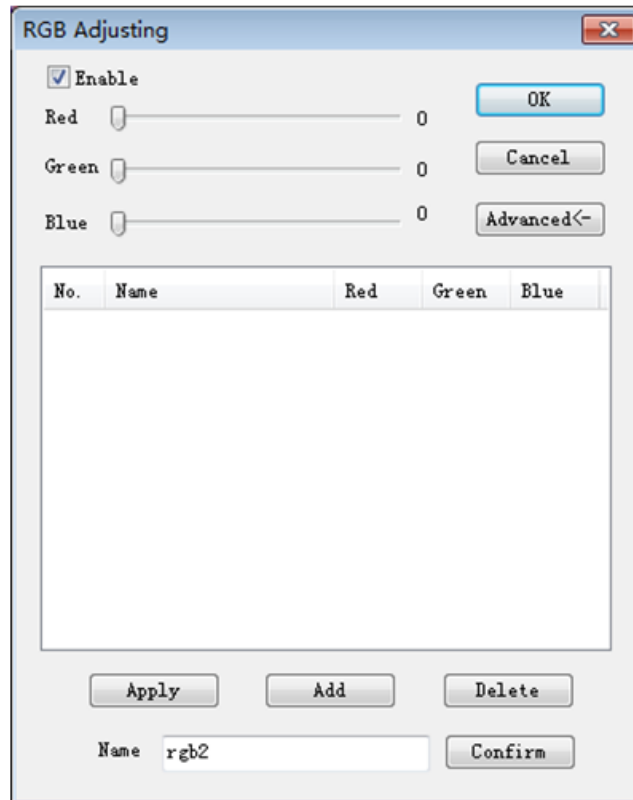 RGB Adjusting
Enable
OK
Red 0
Cancel
Green 0
Advanced<-
Blue 0
No. Name Red Green Blue
Apply Add Delete
Name rgb2 Confirm